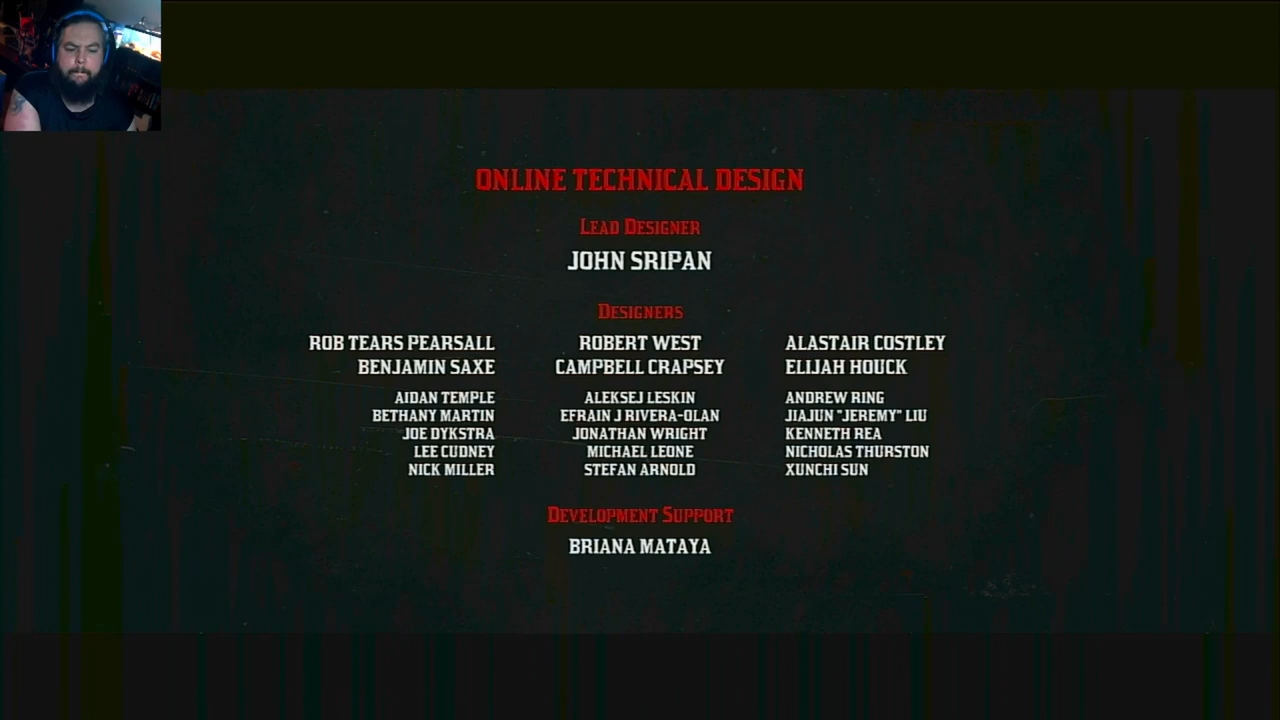 ONLINE TECHNICAL DESIGN
LEAD DESIGNER
JOHN SRIPAN
DESIGNERS
ROB TEARS PEARSALL ROBERT WEST ALASTAIR COSTLEY
BENJAMIN SAXE CAMPBELL CRAPSEY ELIJAH HOUCK
AIDAN TEMPLE ALEKSEJ LESKIN ANDREW RING
BETHANY MARTIN EFRAIN J RIVERA-OLAN JIAJUN "JEREMY" LIU
JOE DYKSTRA JONATHAN WRIGHT KENNETH REA
LEE CUDNEY MICHAEL LEONE NICHOLAS THURSTON
NICK MILLER STEFAN ARNOLD XUNCHI SUN
DEVELOPMENT SUPPORT
BRIANA MATAYA